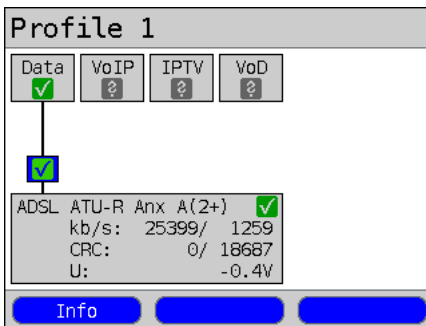 Profile 1
Data VoIP IPTV VoD
ADSL ATU-R Anx A(2+)
kb/s: 25399/ 1259
CRC: 0/ 18687
U: -0.4V
Info